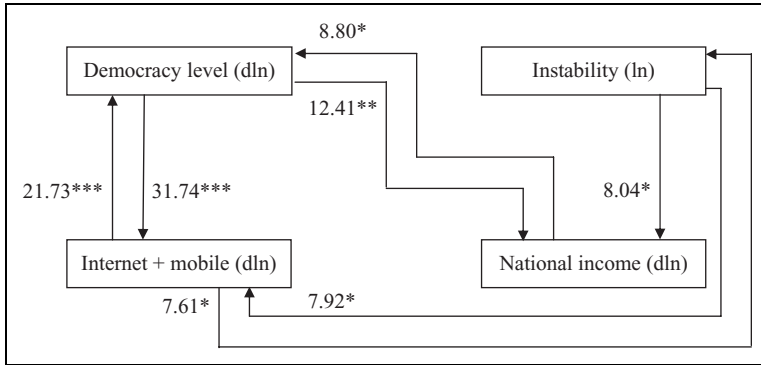 8.80*
Democracy level (dln)
Instability (ln)
12.41**
21.73***
31.74***
8.04*
Internet + mobile (dln)
National income (dln)
7.61*
7.92*